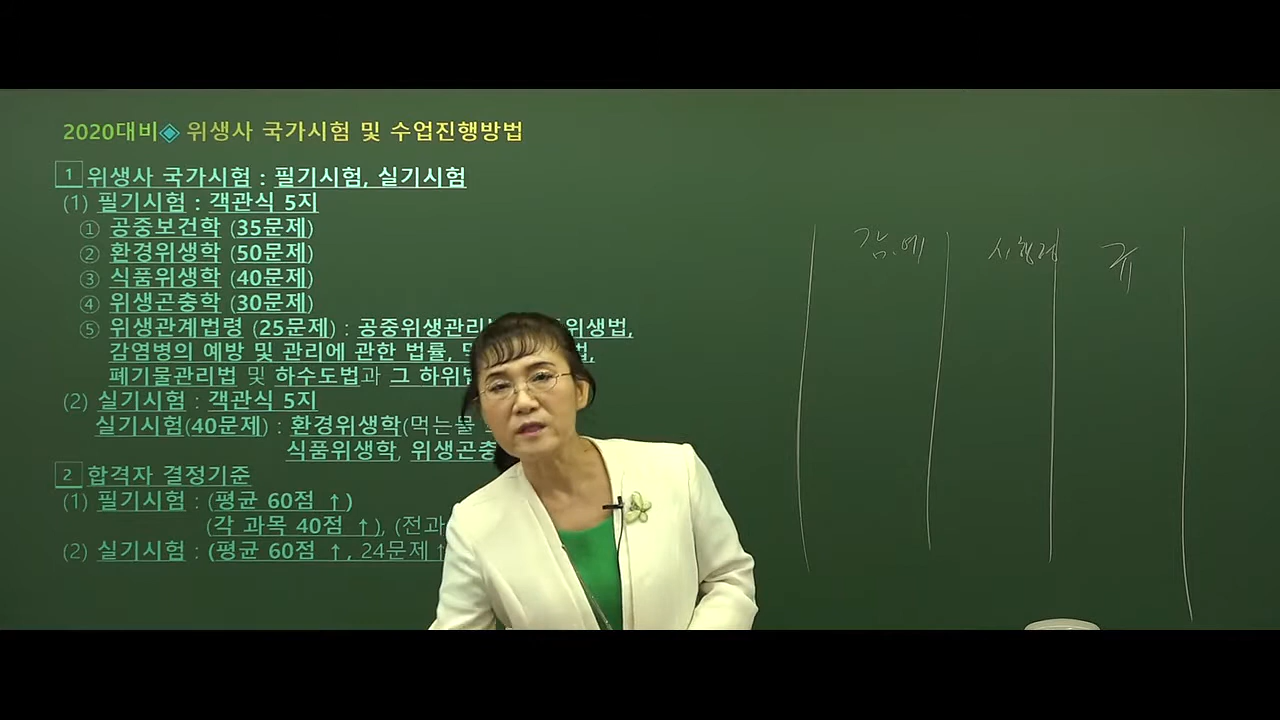 2020대비◈ 위생사 국가시험 및 수업진행방법
1 위생사 국가시험 : 필기시험, 실기시험
(1) 필기시험 : 객관식 5지
① 공중보건학 (35문제)
② 환경위생학 (50문제)
③ 식품위생학 (40문제)
④ 위생곤충학 (30문제)
⑤ 위생관계법령 (25문제) : 공중위생관리 위생법,
감염병의 예방 및 관리에 관한 법률,
폐기물관리법 및 하수도법과 그 하위
(2) 실기시험 : 객관식 5지
실기시험(40문제) : 환경위생학(먹는물
식품위생학, 위생곤충
2 합격자 결정기준
(1) 필기시험 : (평균 60점 ↑)
(각 과목 40점 ↑), (전과
(2) 실기시험 : (평균 60점 ↑, 24문제↑
감.예 시행령 규